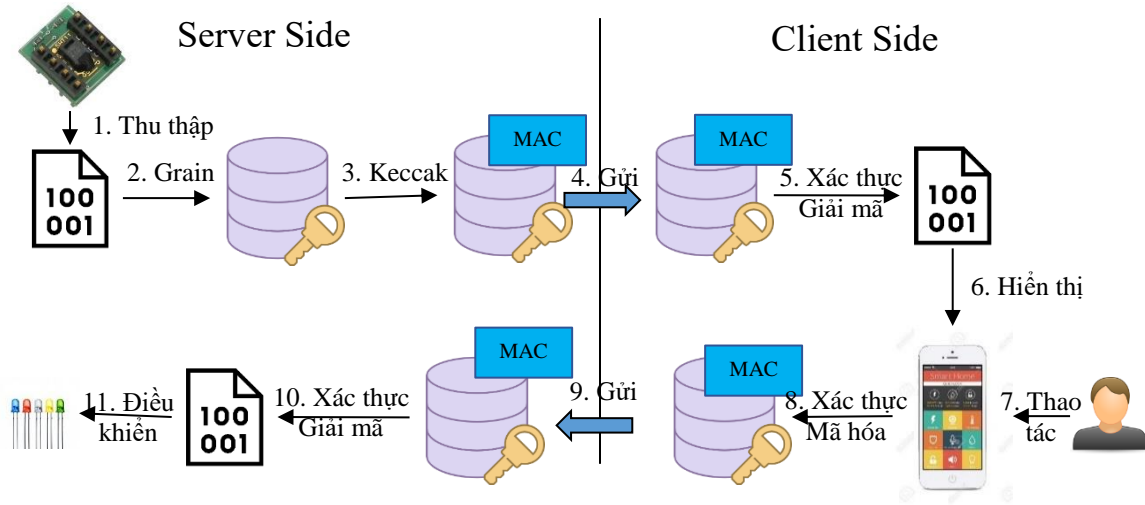 Server Side
Client Side
1. Thu thập
2. Grain
100
001
3. Keccak
MAC
4. Gửi
MAC
5. Xác thực
Giải mã
100
001
6. Hiển thị
Smart Home
7. Thao
tác
8. Xác thực
Mã hóa
MAC
9. Gửi
MAC
10. Xác thực
Giải mã
100
001
11. Điều
khiển